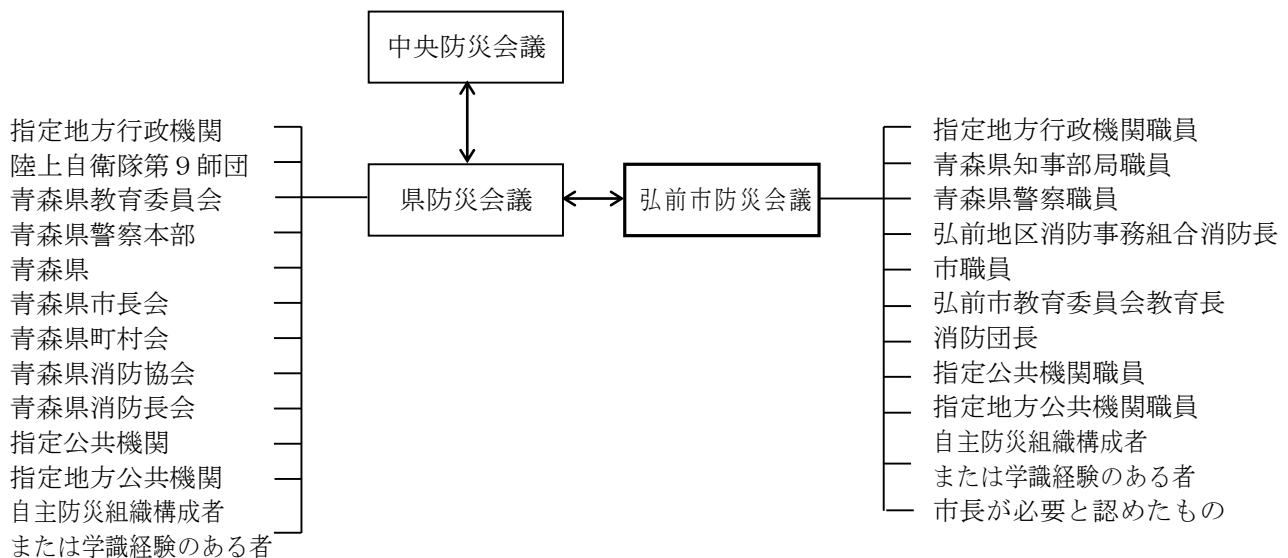 中央防災会議
指定地方行政機関
陸上自衛隊第９師団
青森県教育委員会
青森県警察本部
青森県
青森県市長会
青森県町村会
青森県消防協会
青森県消防長会
指定公共機関
指定地方公共機関
自主防災組織構成者
または学識経験のある者
県防災会議
弘前市防災会議
指定地方行政機関職員
青森県知事部局職員
青森県警察職員
弘前地区消防事務組合消防長
市職員
弘前市教育委員会教育長
消防団長
指定公共機関職員
指定地方公共機関職員
自主防災組織構成者
または学識経験のある者
市長が必要と認めたもの